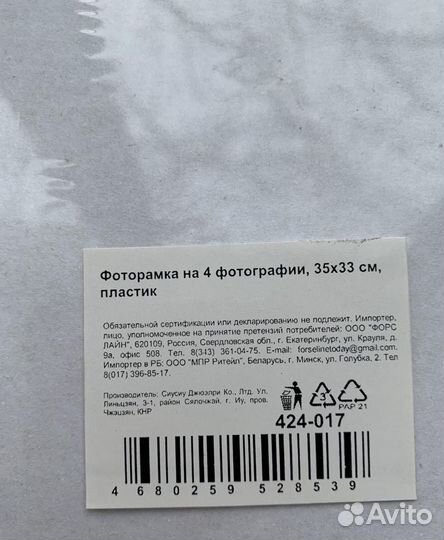 Фоторамка на 4 фотографии, 35х33 см,
пластик
Обязательной сертификации или декларированию не подлежит. Импортер,
лицо, уполномоченное на принятие претензий потребителей: ООО "ФОРС
ЛАЙН", 620109, Россия, Свердловская обл., г. Екатеринбург, ул. Крауля, д.
9а, офис 508. Тел. 8(343) 361-04-75. E-mail: forselinetoday@gmail.com.
Импортер в РБ: ООО "МПР Ритейл", Беларусь, г. Минск, ул. Голубка, 2. Тел
8(017) 396-85-17.
Производитель: Сиусиу Джюэлри Ко., Лтд. Ул.
Линьцзян, 3-1, район Сялочжай, г. Иу, пров.
Чжэцзян, КНР
3
PAP 21
424-017
4 680259 528539
Avito